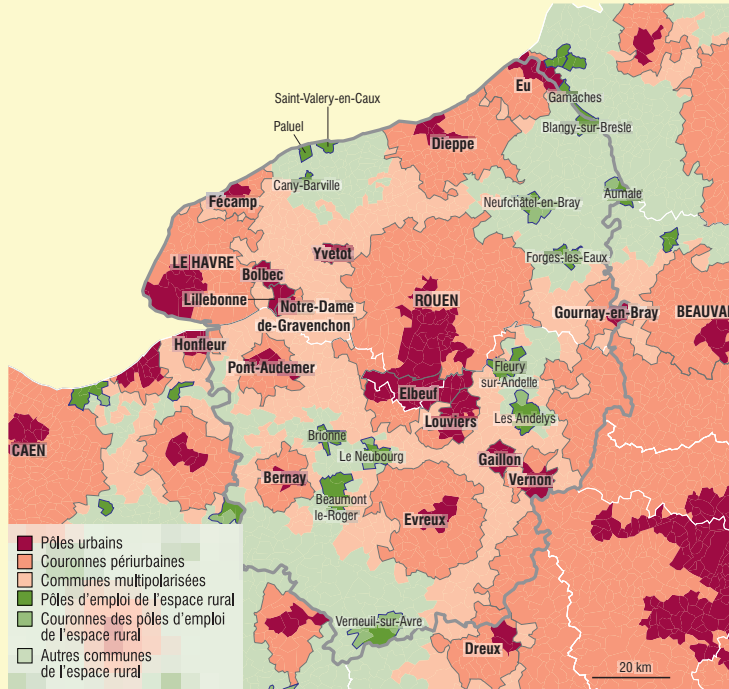 Eu
Gamaches
Saint-Valery-en-Caux
Paluel
Blangy-sur-Bresle
Dieppe
Cany-Barville
Aumale
Fécamp
Neufchâtel-en-Bray
Yvetot
LE HAVRE
Forges-les-Eaux
Bolbec
Lillebonne
ROUEN
Notre-Dame
de-Gravenchon
Gournay-en-Bray
BEAUVAI
Honfleur
Pont-Audemer
Fleury
sur-Andelle
Elbeuf
Louviers
Les Andelys
Brionne
CAEN
Le Neubourg
Gaillon
Bernay
Vernon
Beaumont
le-Roger
Evreux
Pôles urbains
Couronnes périurbaines
Communes multipolarisées
Pôles d'emploi de l'espace rural
Couronnes des pôles d'emploi
de l'espace rural
Autres communes
de l'espace rural
Verneuil-sur-Avre
Dreux
20 km